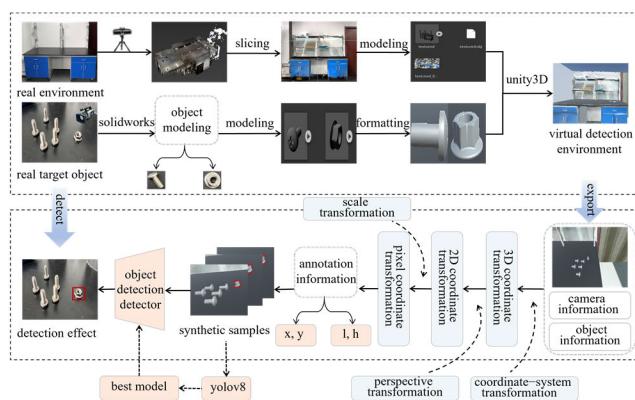 slicing
modeling
real environment
unity3D
solidworks
object
modeling
modeling
formatting
real target object
virtual detection
environment
detect
export
scale
transformation
object
detection
detector
annotation
information
pixel coordinate
transformation
2D coordinate
transformation
3D coordinate
transformation
camera
information
object
information
detection effect
synthetic samples
x, y
l, h
best model
yolov8
perspective
transformation
coordinate-system
transformation